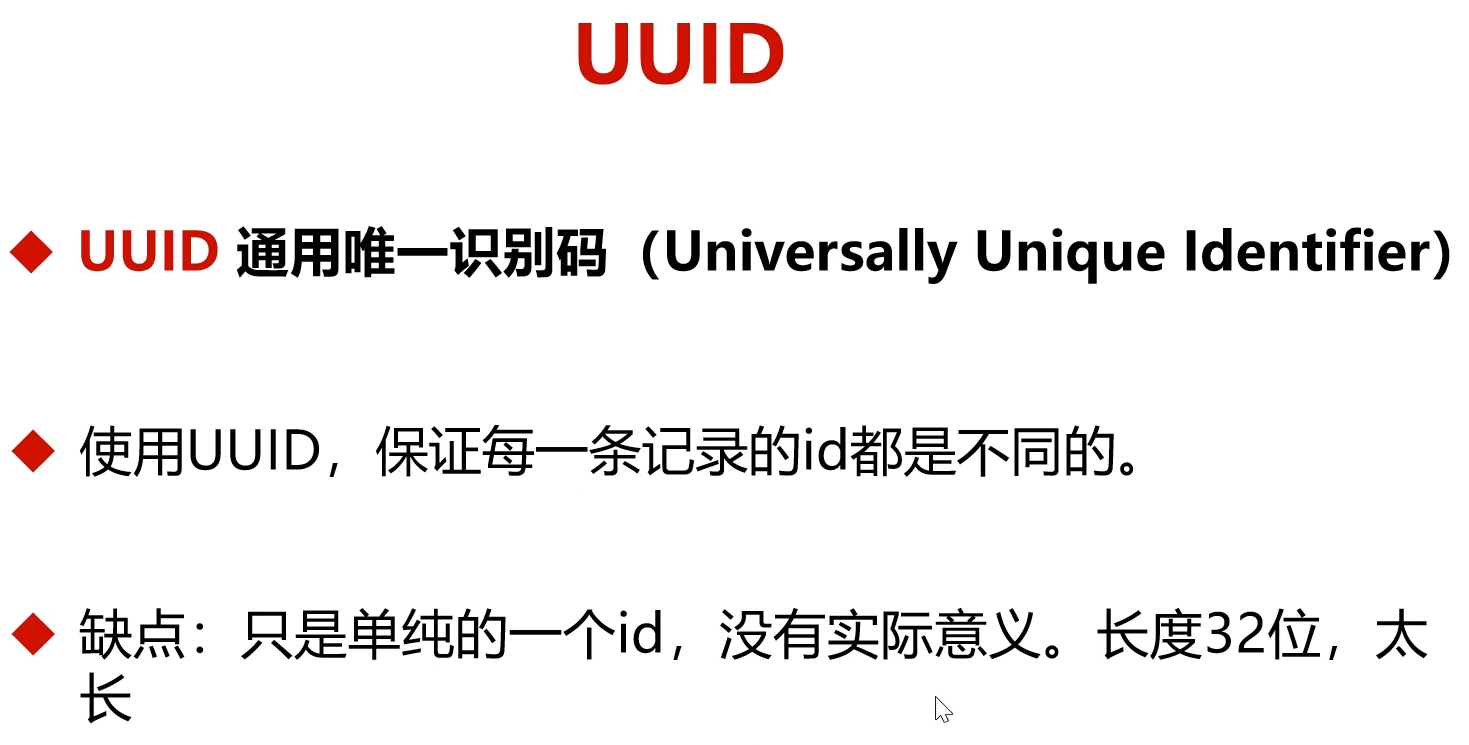 UUID
UUID 通用唯一识别码（Universally Unique Identifier)
使用UUID，保证每一条记录的id都是不同的。
缺点：只是单纯的一个id，没有实际意义。长度32位，太
长